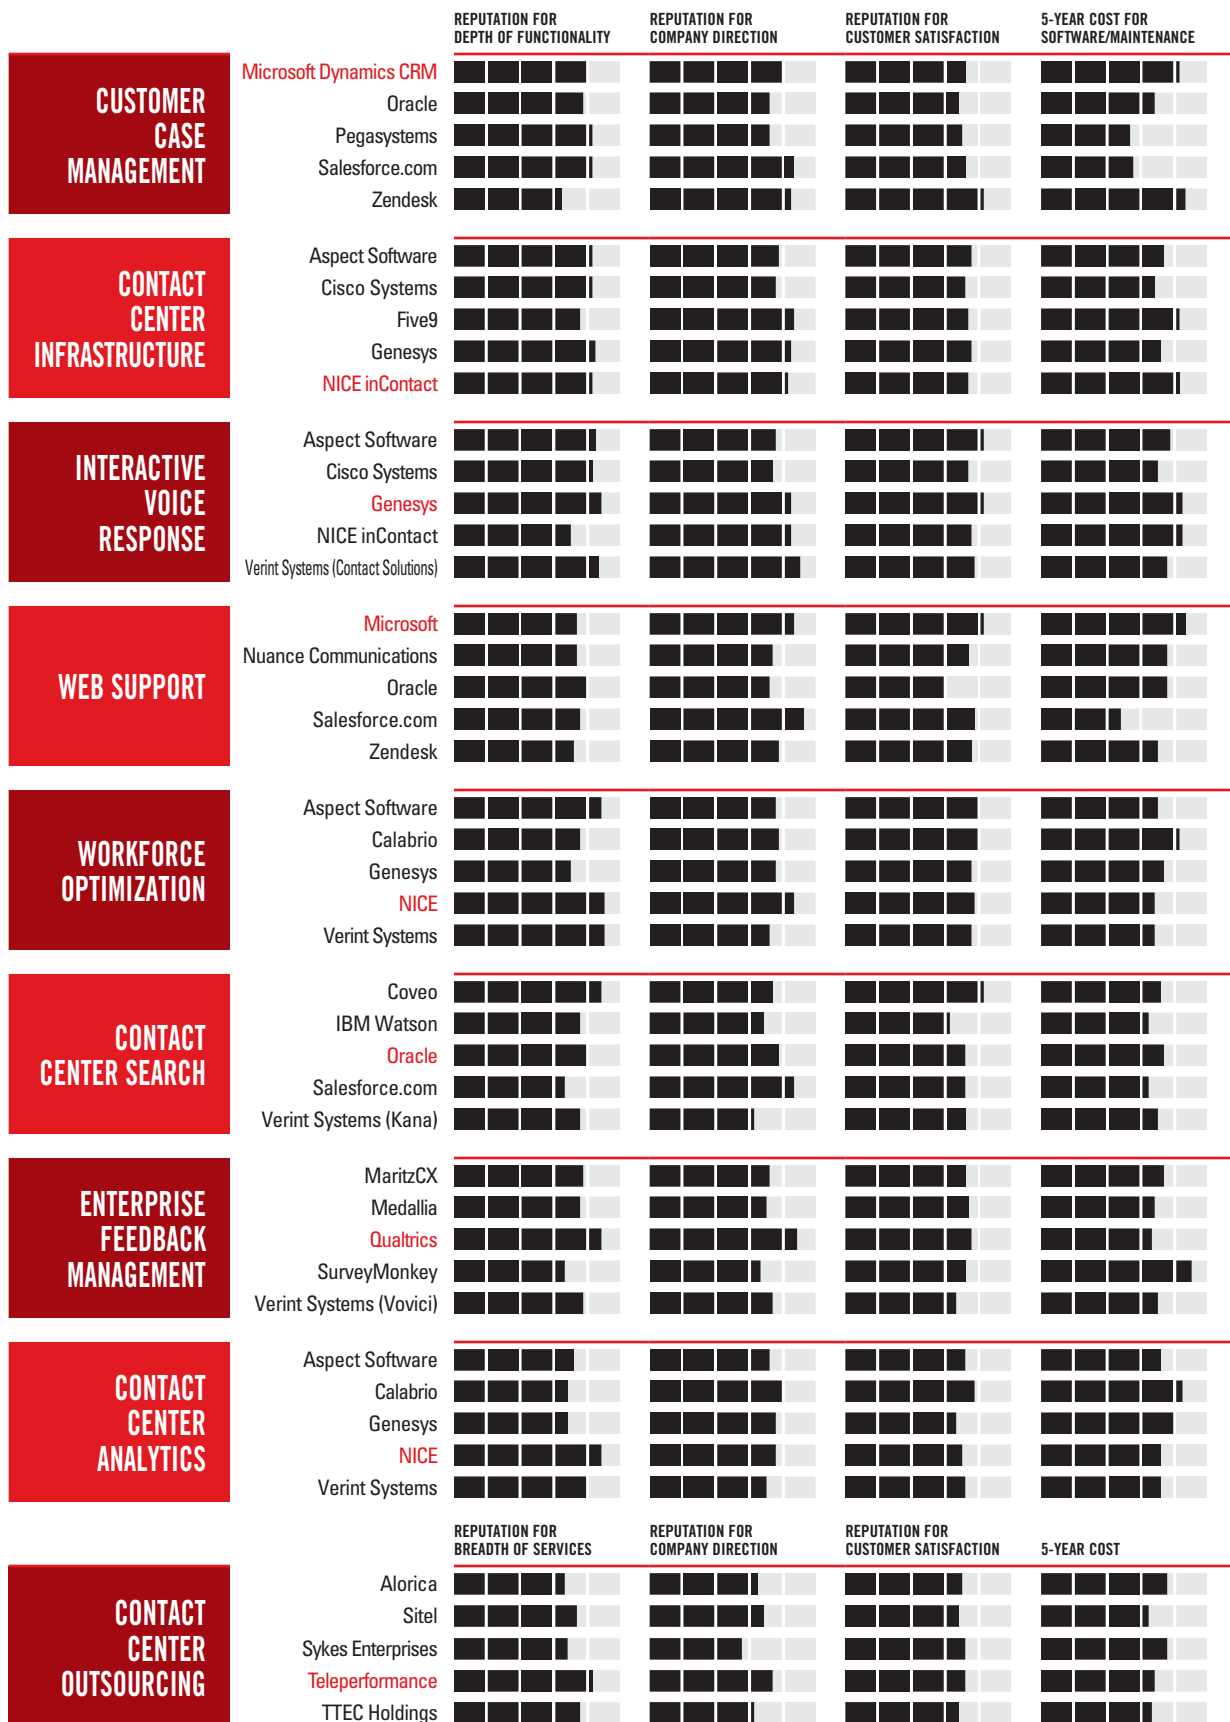 REPUTATION FOR
DEPTH OF FUNCTIONALITY
REPUTATION FOR
COMPANY DIRECTION
REPUTATION FOR
CUSTOMER SATISFACTION
5-YEAR COST FOR
SOFTWARE/MAINTENANCE
CUSTOMER
CASE
MANAGEMENT
Microsoft Dynamics CRM
Oracle
Pegasystems
Salesforce.com
Zendesk
CONTACT
CENTER
INFRASTRUCTURE
Aspect Software
Cisco Systems
Five9
Genesys
NICE inContact
INTERACTIVE
VOICE
RESPONSE
Aspect Software
Cisco Systems
Genesys
NICE inContact
Verint Systems (Contact Solutions)
WEB SUPPORT
Microsoft
Nuance Communications
Oracle
Salesforce.com
Zendesk
WORKFORCE
OPTIMIZATION
Aspect Software
Calabrio
Genesys
NICE
Verint Systems
CONTACT
CENTER SEARCH
Coveo
IBM Watson
Oracle
Salesforce.com
Verint Systems (Kana)
ENTERPRISE
FEEDBACK
MANAGEMENT
MaritzCX
Medallia
Qualtrics
SurveyMonkey
Verint Systems (Vovici)
CONTACT
CENTER
ANALYTICS
Aspect Software
Calabrio
Genesys
NICE
Verint Systems
REPUTATION FOR
BREADTH OF SERVICES
REPUTATION FOR
COMPANY DIRECTION
REPUTATION FOR
CUSTOMER SATISFACTION
5-YEAR COST
CONTACT
CENTER
OUTSOURCING
Alorica
Sitel
Sykes Enterprises
Teleperformance
TTEC Holdings